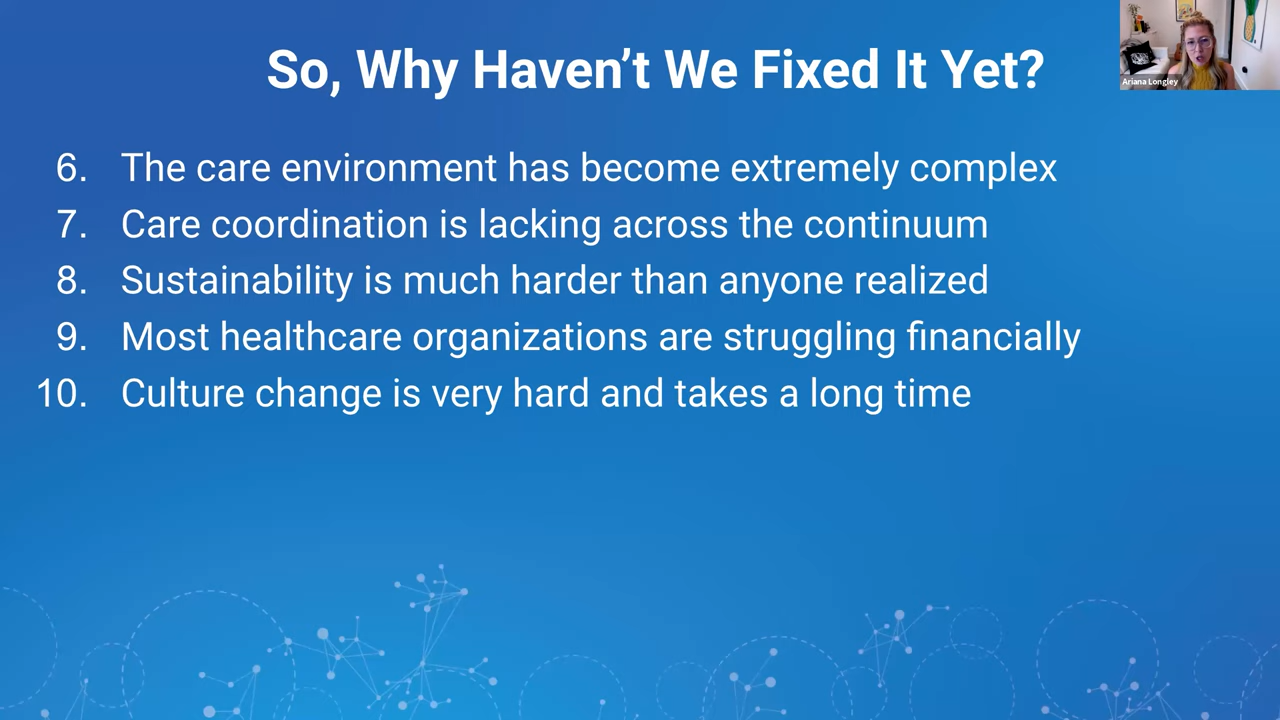 So, Why Haven’t We Fixed It Yet?
Ariana Longley
6. The care environment has become extremely complex
7. Care coordination is lacking across the continuum
8. Sustainability is much harder than anyone realized
9. Most healthcare organizations are struggling financially
10. Culture change is very hard and takes a long time